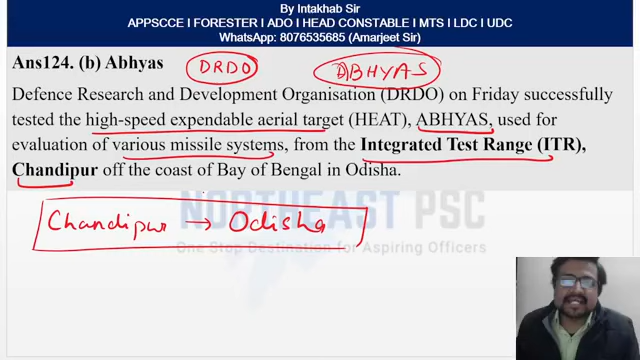 By Intakhab Sir
APPSCCE I FORESTER I ADO I HEAD CONSTABLE I MTS I LDC I UDC
WhatsApp: 8076535685 (Amarjeet Sir)
Ans124. (b) Abhyas
DRDO
ABHYAS
Defence Research and Development Organisation (DRDO) on Friday successfully
tested the high-speed expendable aerial target (HEAT), ABHYAS, used for
evaluation of various missile systems, from the Integrated Test Range (ITR),
Chandipur off the coast of Bay of Bengal in Odisha.
NORTHEAST PSC
Chandipur → Odisha
One Stop Destination for Aspiring Officers